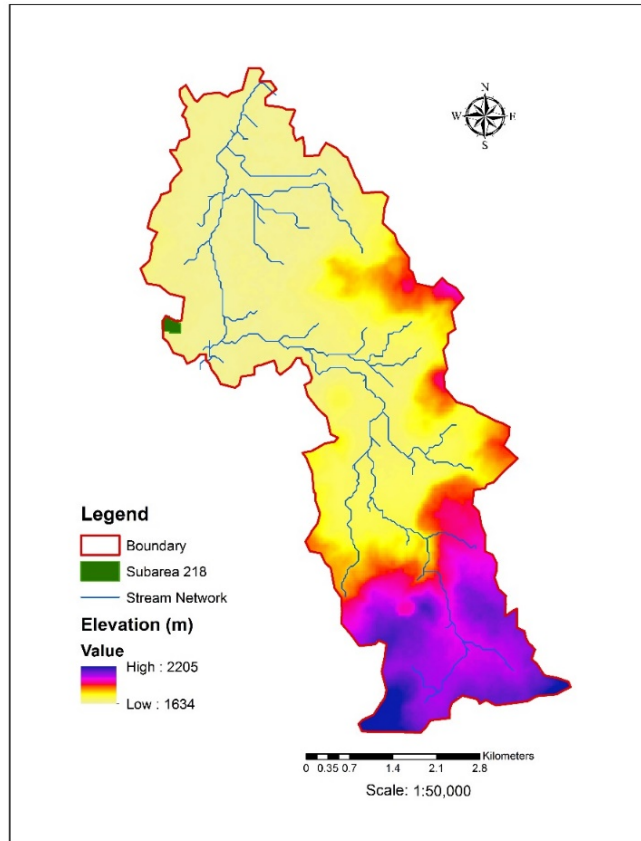 N
W E
S
Legend
Boundary
Subarea 218
Stream Network
Elevation (m)
Value
High : 2205
Low : 1634
Kilometers
0 0.35 0.7 1.4 2.1 2.8
Scale: 1:50,000